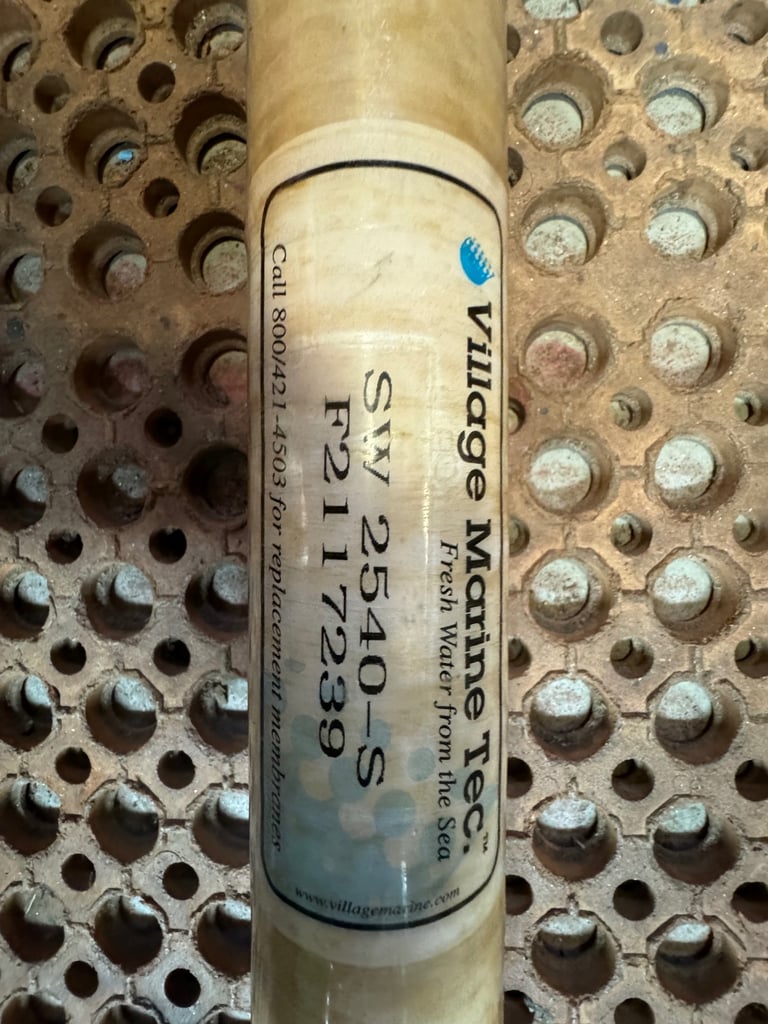 Village Marine Tec.™
Fresh Water from the Sea
SW 2540-S
F2117239
Call 800/421-4503 for replacement membranes
www.villagemarine.com